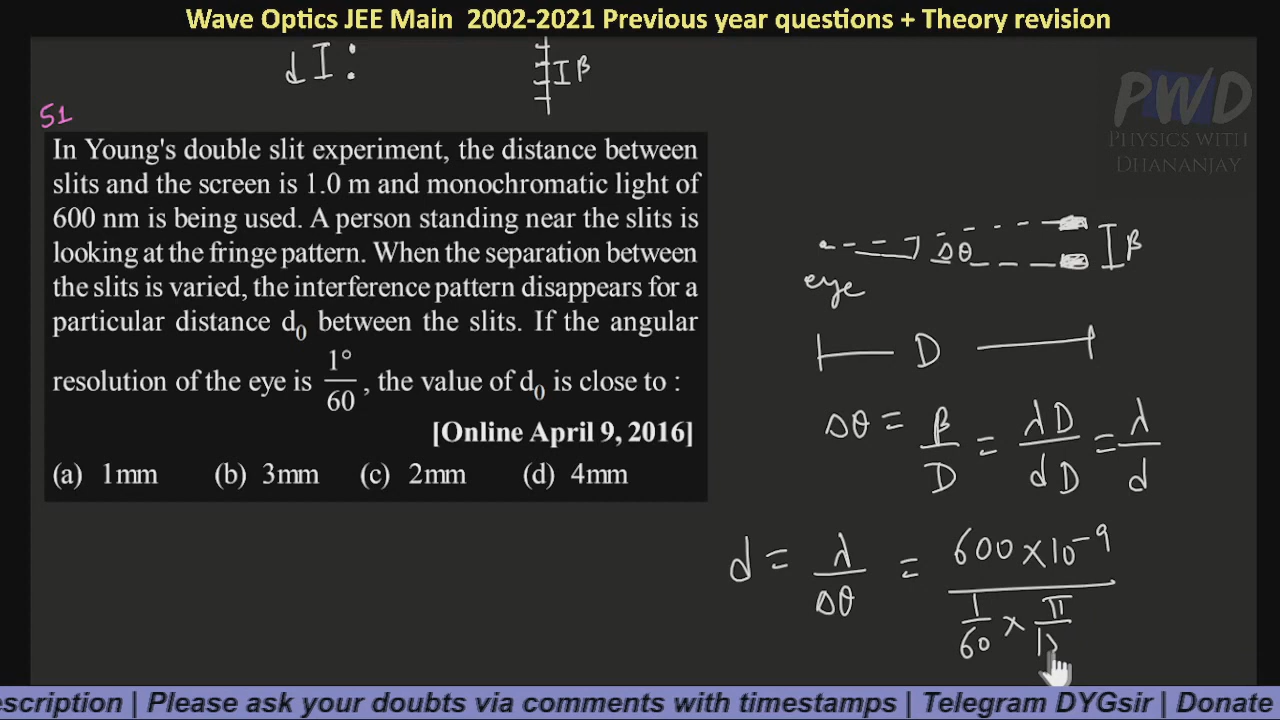 Wave Optics JEE Main 2002-2021 Previous year questions + Theory revision
dI:
I β
51
PWD
PHYSICS WITH
DHANANJAY
In Young's double slit experiment, the distance between
slits and the screen is 1.0 m and monochromatic light of
600 nm is being used. A person standing near the slits is
looking at the fringe pattern. When the separation between
the slits is varied, the interference pattern disappears for a
particular distance d₀ between the slits. If the angular
resolution of the eye is 1°/60, the value of d₀ is close to :
[Online April 9, 2016]
(a) 1mm (b) 3mm (c) 2mm (d) 4mm
Δθ
β
eye
D
Δθ = β/D = λD/dD = λ/d
d = λ/Δθ = 600 × 10⁻⁹ / 1/60 × π/1
escription | Please ask your doubts via comments with timestamps | Telegram DYGsir | Donate